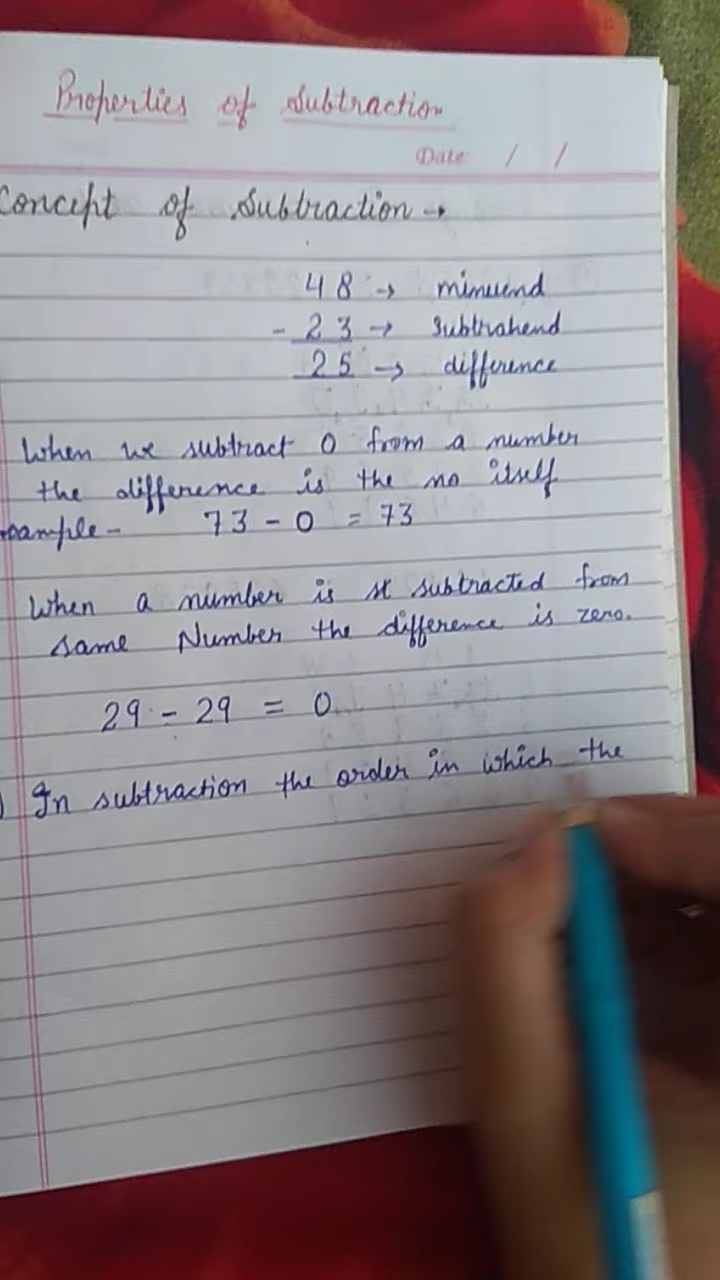 Properties of Subtraction
Date / /
Concept of Subtraction →
48 → minuend
- 23 → subtrahend
25 → difference
When we subtract 0 from a number
the difference is the no itself
xample - 73 - 0 = 73
When a number is st subtracted from
same Number the difference is zero.
29 - 29 = 0
) In subtraction the order in which the